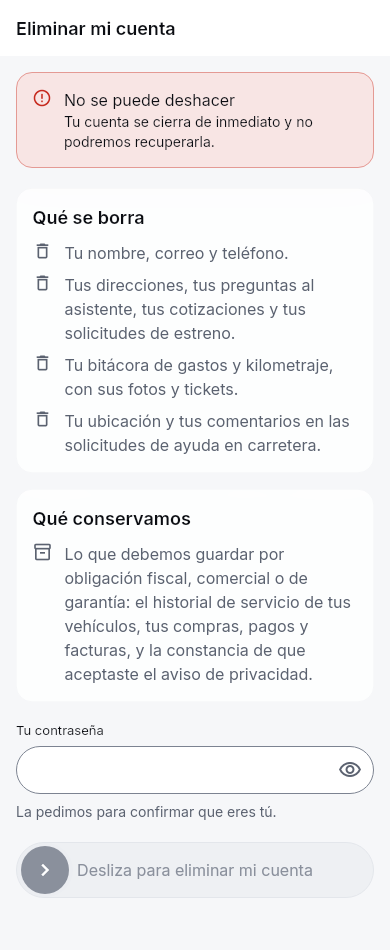 Eliminar mi cuenta
No se puede deshacer
Tu cuenta se cierra de inmediato y no
podremos recuperarla.
Qué se borra
Tu nombre, correo y teléfono.
Tus direcciones, tus preguntas al
asistente, tus cotizaciones y tus
solicitudes de estreno.
Tu bitácora de gastos y kilometraje,
con sus fotos y tickets.
Tu ubicación y tus comentarios en las
solicitudes de ayuda en carretera.
Qué conservamos
Lo que debemos guardar por
obligación fiscal, comercial o de
garantía: el historial de servicio de tus
vehículos, tus compras, pagos y
facturas, y la constancia de que
aceptaste el aviso de privacidad.
Tu contraseña
La pedimos para confirmar que eres tú.
Desliza para eliminar mi cuenta